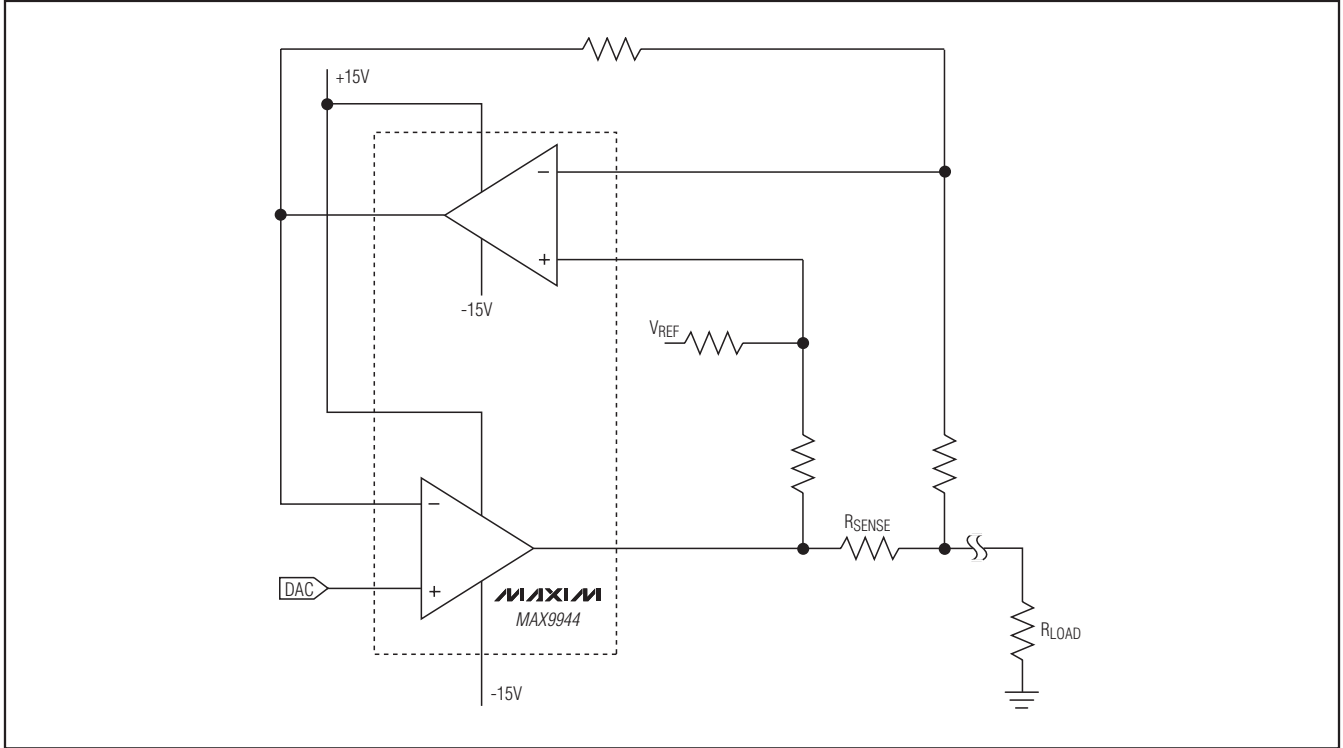 +15V
−
+
-15V
VREF
RSENSE
−
DAC
+
MAXIM
MAX9944
RLOAD
-15V